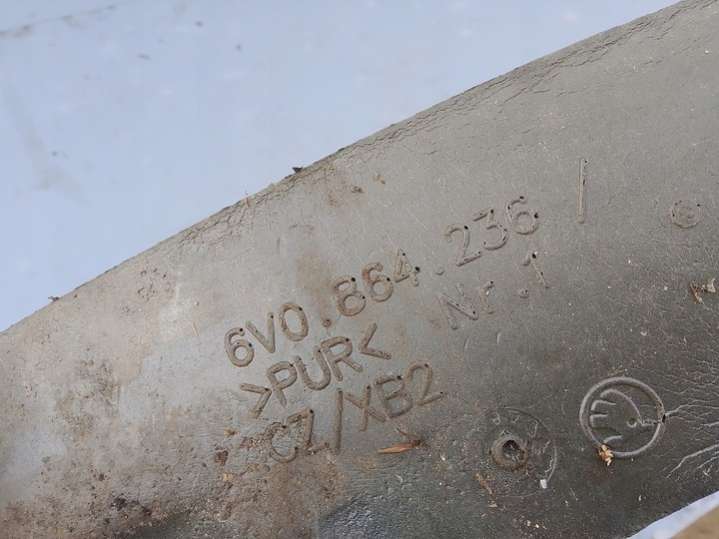 6V0.864.236 /
>PUR< Nr.1
CZ/XB2